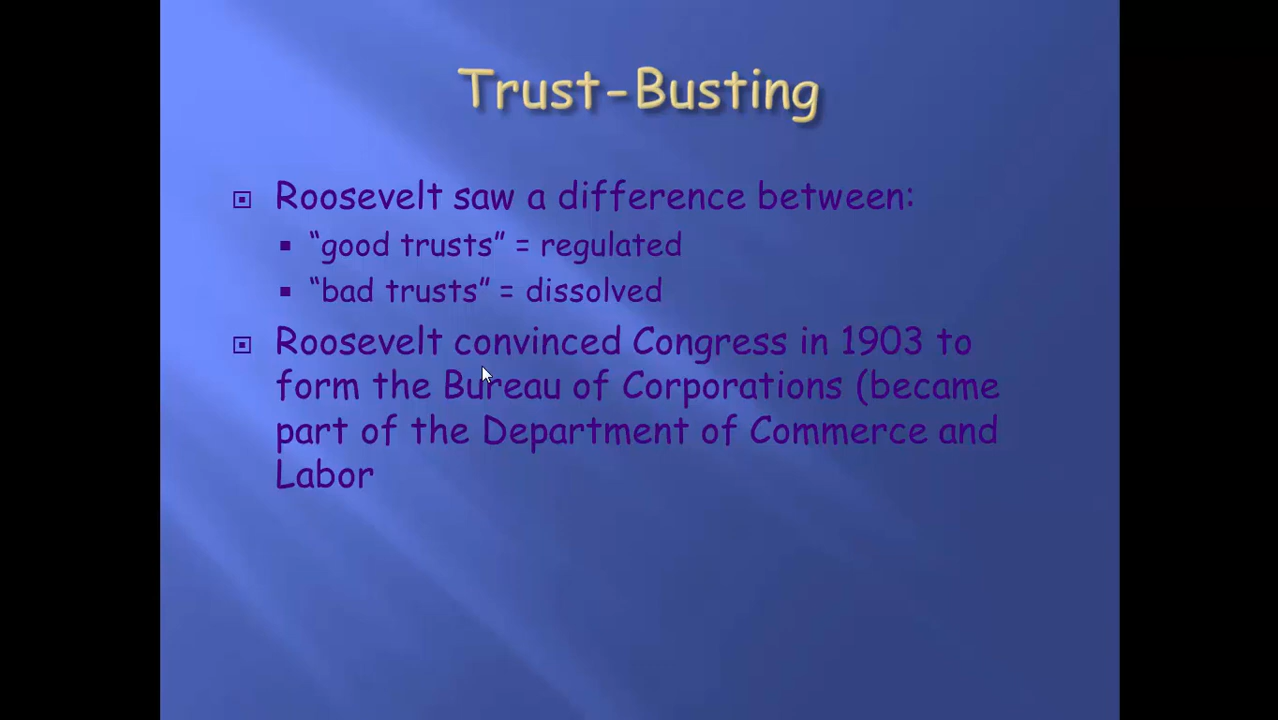 Trust-Busting
Roosevelt saw a difference between:
“good trusts” = regulated
“bad trusts” = dissolved
Roosevelt convinced Congress in 1903 to
form the Bureau of Corporations (became
part of the Department of Commerce and
Labor